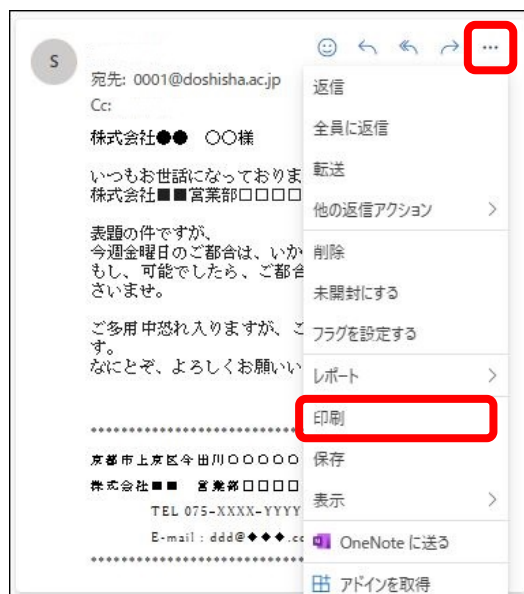 S
…
宛先: 0001@doshisha.ac.jp
Cc:
株式会社●● 〇〇様
いつもお世話になっておりま
株式会社■■営業部□□□□
表題の件ですが、
今週金曜日のご都合は、いか
もし、可能でしたら、ご都合
さいませ。
ご多用中恐れ入りますが、こ
す。
なにとぞ、よろしくお願いい
****************************
京都市上京区今出川〇〇〇〇〇
株式会社■■ 営業部□□□□
TEL 075-XXXX-YYYY
E-mail : ddd@◆◆◆.co
****************************
返信
全員に返信
転送
他の返信アクション
削除
未開封にする
フラグを設定する
レポート
印刷
保存
表示
OneNote に送る
アドインを取得